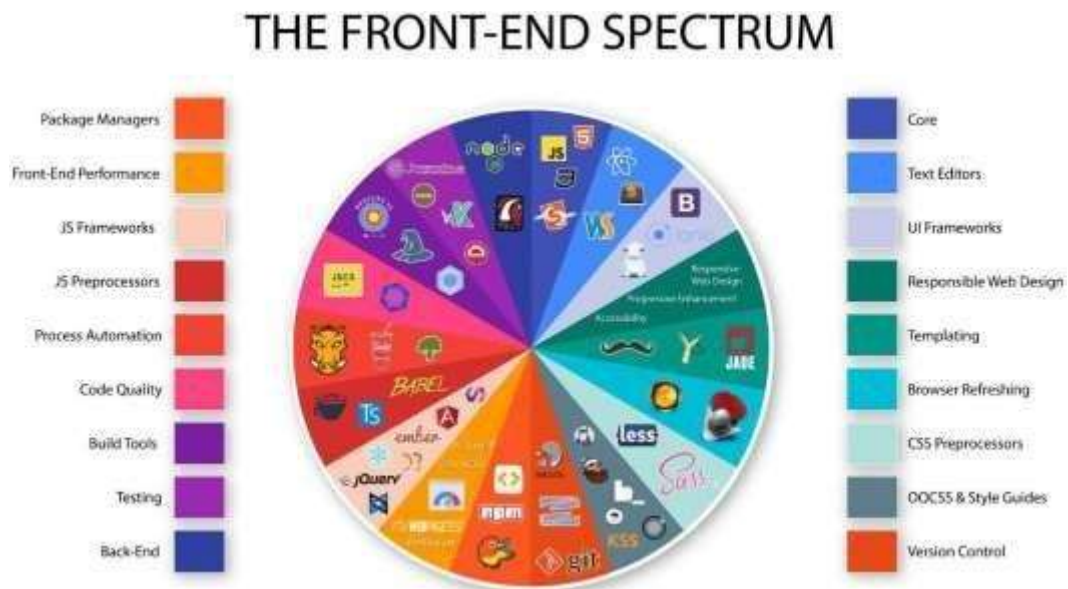 THE FRONT-END SPECTRUM
Package Managers
Front-End Performance
JS Frameworks
JS Preprocessors
Process Automation
Code Quality
Build Tools
Testing
Back-End
Core
Text Editors
UI Frameworks
Responsible Web Design
Templating
Browser Refreshing
CSS Preprocessors
OOCSS & Style Guides
Version Control
node
JS
B
Responsive
Web Design
Progressive Enhancement
Accessibility
JADE
less
Sass
KSS
git
npm
jQuery
ember
BABEL
TS
JSCS